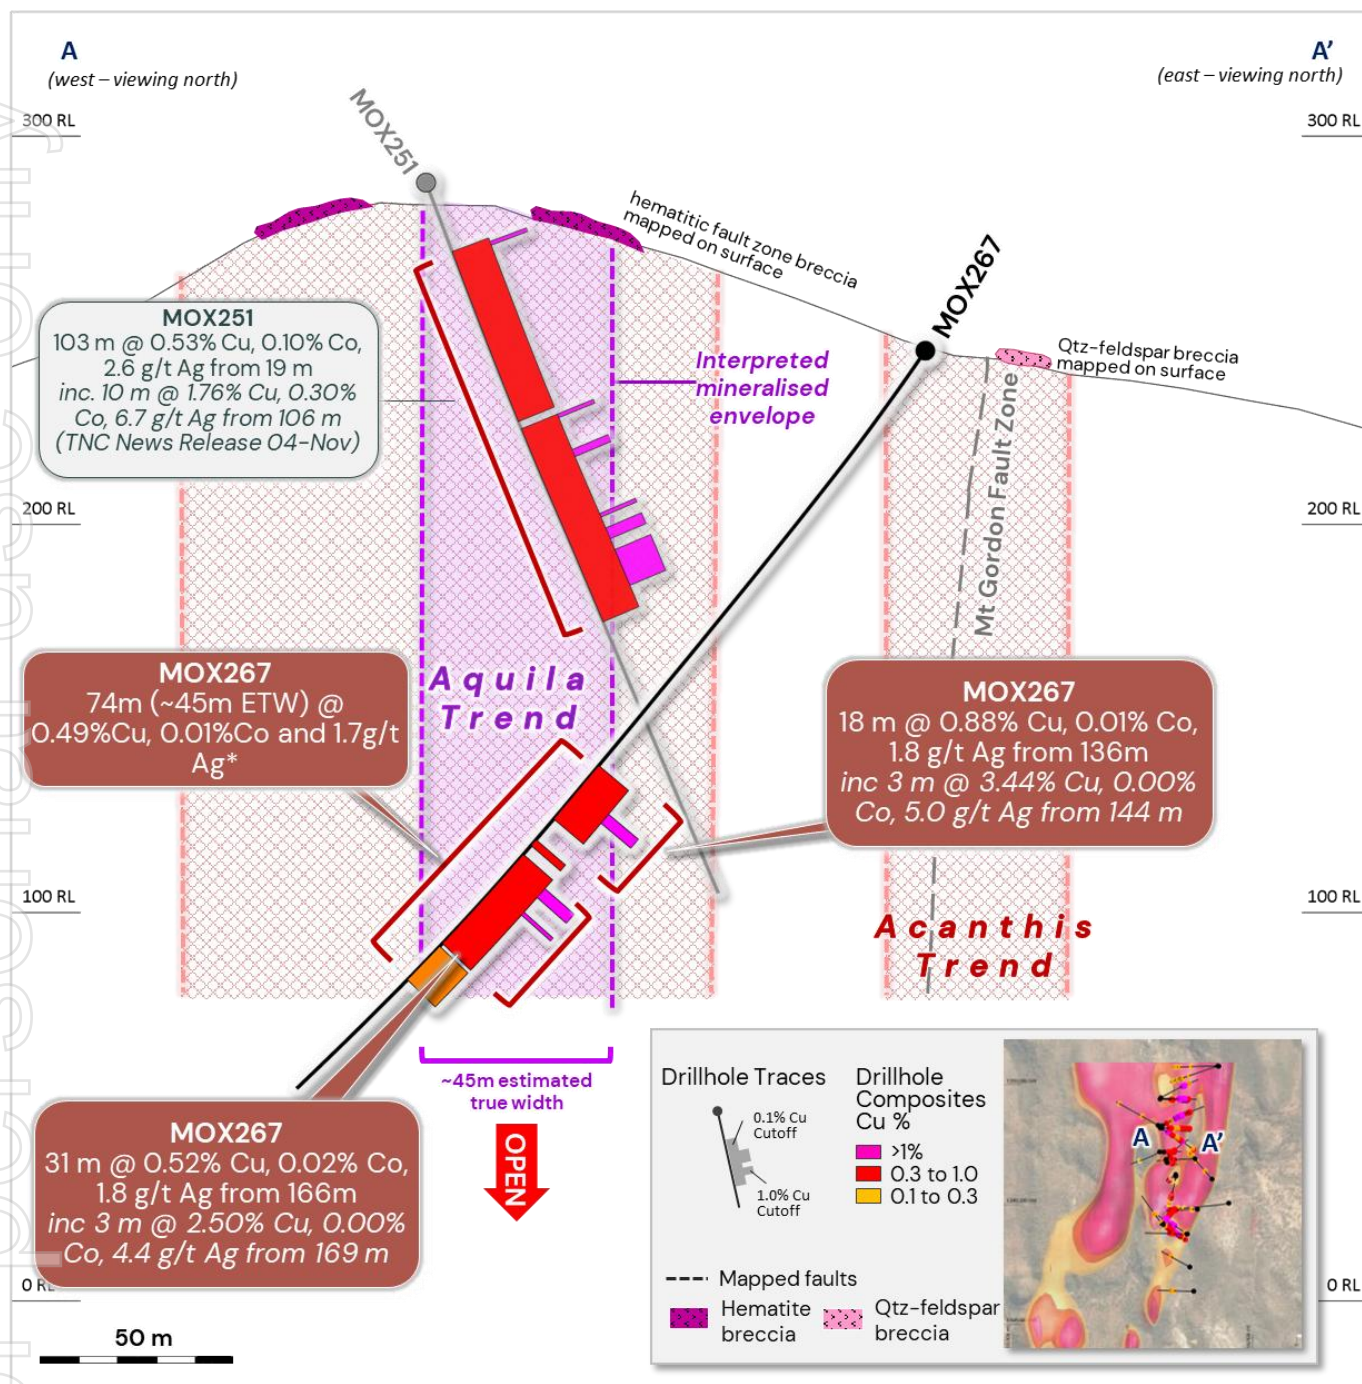 A
(west – viewing north)
A’
(east – viewing north)
300 RL
300 RL
MOX251
hematitic fault zone breccia
mapped on surface
MOX267
Qtz-feldspar breccia
mapped on surface
MOX251
103 m @ 0.53% Cu, 0.10% Co,
2.6 g/t Ag from 19 m
inc. 10 m @ 1.76% Cu, 0.30%
Co, 6.7 g/t Ag from 106 m
(TNC News Release 04-Nov)
Interpreted
mineralised
envelope
Mt Gordon Fault Zone
200 RL
200 RL
MOX267
74m (~45m ETW) @
0.49%Cu, 0.01%Co and 1.7g/t
Ag*
Aquila
Trend
MOX267
18 m @ 0.88% Cu, 0.01% Co,
1.8 g/t Ag from 136m
inc 3 m @ 3.44% Cu, 0.00%
Co, 5.0 g/t Ag from 144 m
100 RL
100 RL
Acanthis
Trend
~45m estimated
true width
OPEN
MOX267
31 m @ 0.52% Cu, 0.02% Co,
1.8 g/t Ag from 166m
inc 3 m @ 2.50% Cu, 0.00%
Co, 4.4 g/t Ag from 169 m
0 RL
0 RL
50 m
Drillhole Traces
0.1% Cu
Cutoff
1.0% Cu
Cutoff
Drillhole
Composites
Cu %
>1%
0.3 to 1.0
0.1 to 0.3
Mapped faults
Hematite
breccia
Qtz-feldspar
breccia
A
A’